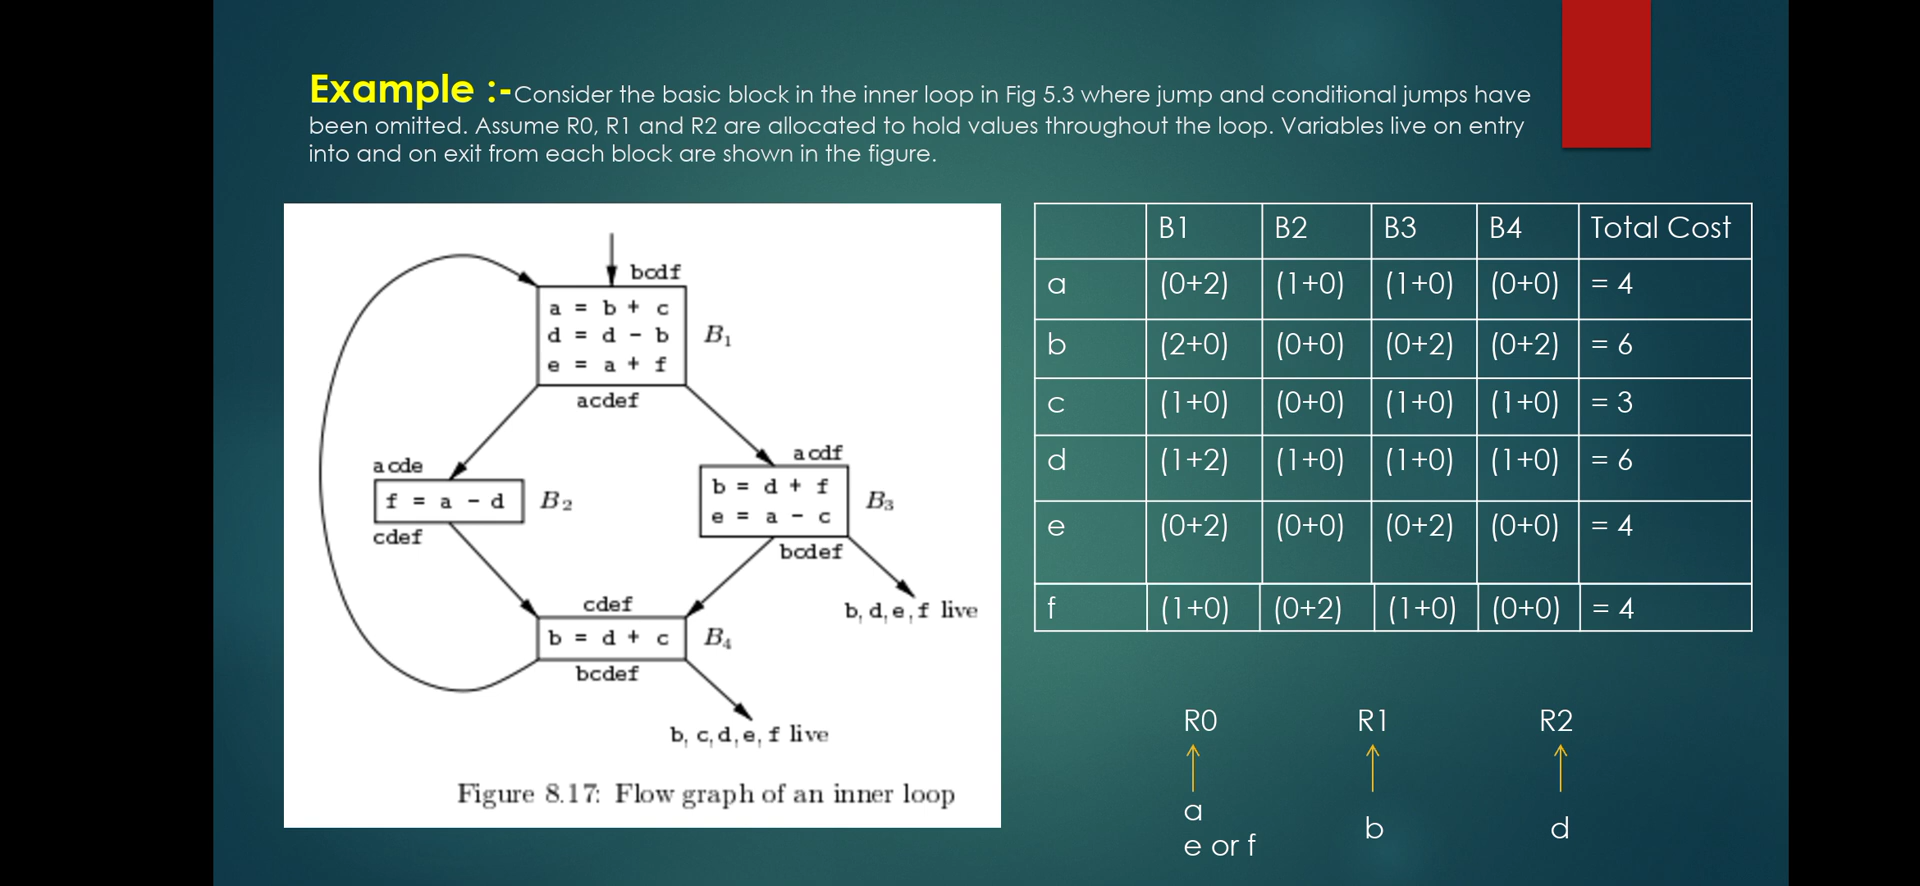 Example :-Consider the basic block in the inner loop in Fig 5.3 where jump and conditional jumps have
been omitted. Assume R0, R1 and R2 are allocated to hold values throughout the loop. Variables live on entry
into and on exit from each block are shown in the figure.
bcdf
a = b + c
d = d - b
e = a + f
B1
acdef
acde
f = a - d
B2
cdef
acdf
b = d + f
e = a - c
B3
bcdef
b, d, e, f live
cdef
b = d + c
B4
bcdef
b, c, d, e, f live
Figure 8.17: Flow graph of an inner loop
B1 B2 B3 B4 Total Cost
a (0+2) (1+0) (1+0) (0+0) = 4
b (2+0) (0+0) (0+2) (0+2) = 6
c (1+0) (0+0) (1+0) (1+0) = 3
d (1+2) (1+0) (1+0) (1+0) = 6
e (0+2) (0+0) (0+2) (0+0) = 4
f (1+0) (0+2) (1+0) (0+0) = 4
R0 R1 R2
a
b d
e or f